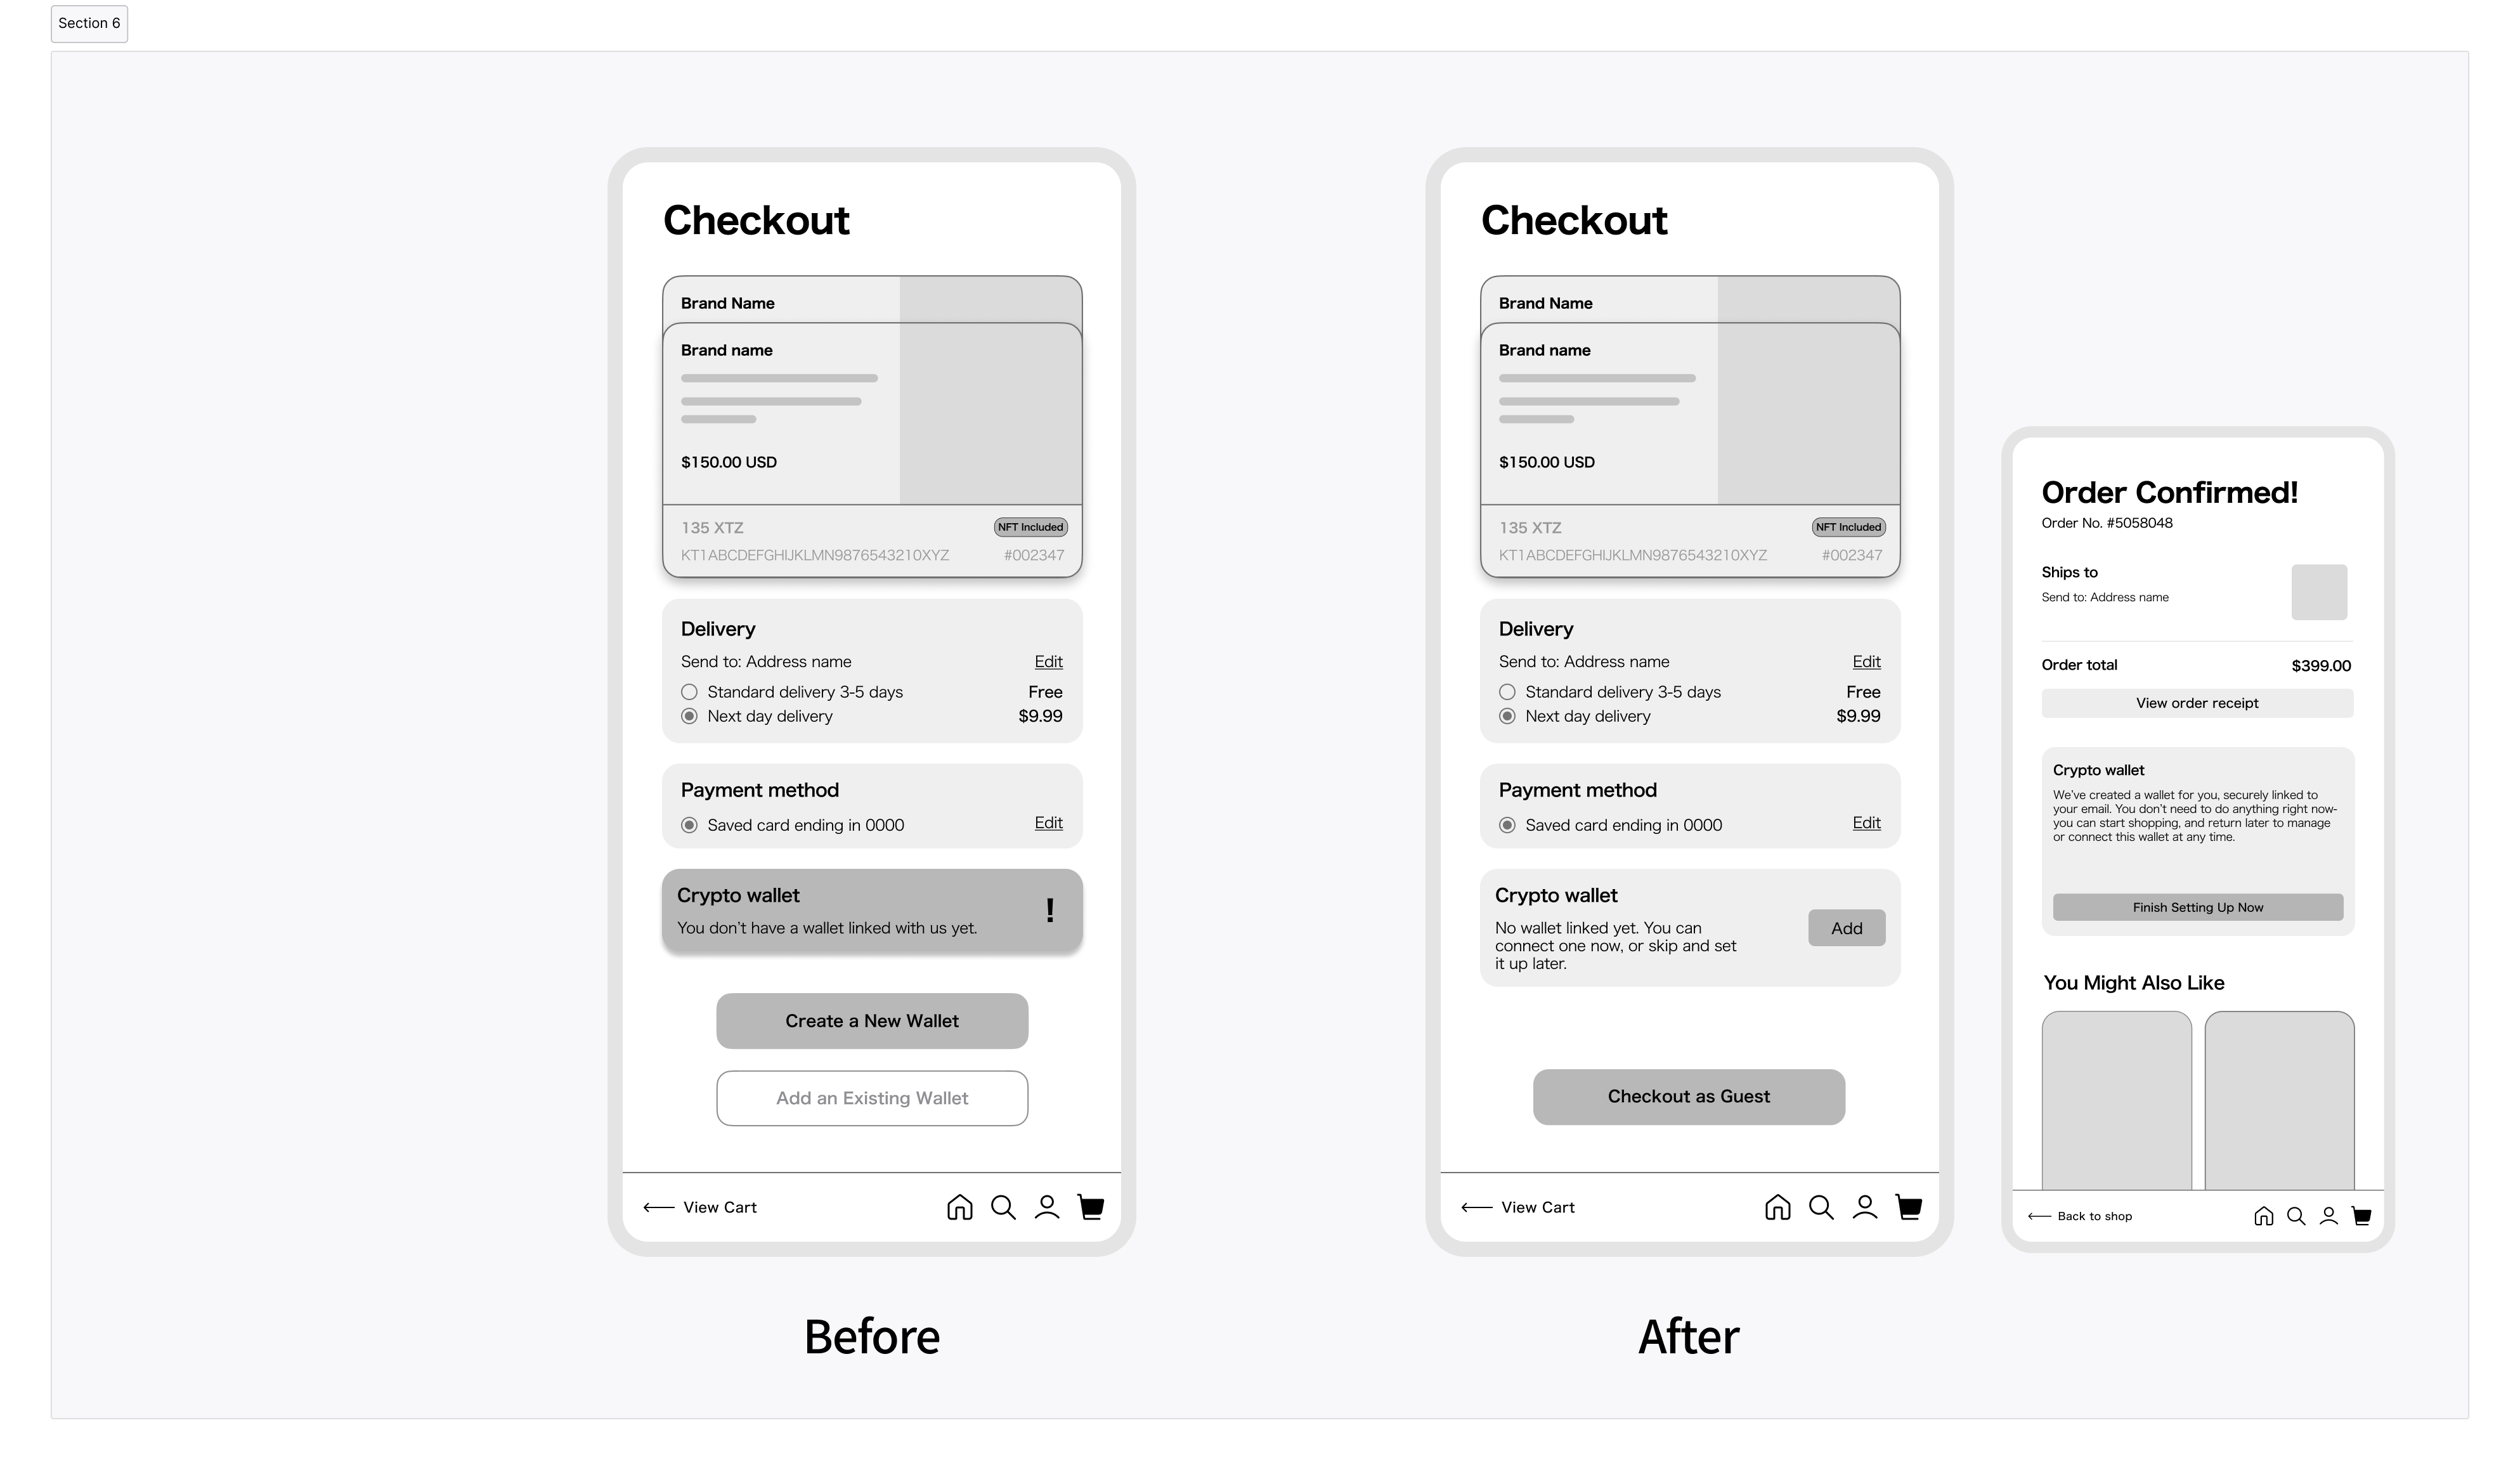 Section 6
Checkout
Brand Name
Brand name
$150.00 USD
135 XTZ
NFT Included
KT1ABCDEFGHIJKLMN9876543210XYZ
#002347
Delivery
Send to: Address name
Edit
Standard delivery 3-5 days
Free
Next day delivery
$9.99
Payment method
Saved card ending in 0000
Edit
Crypto wallet
You don't have a wallet linked with us yet.
!
Create a New Wallet
Add an Existing Wallet
View Cart
Before
Checkout
Brand Name
Brand name
$150.00 USD
135 XTZ
NFT Included
KT1ABCDEFGHIJKLMN9876543210XYZ
#002347
Delivery
Send to: Address name
Edit
Standard delivery 3-5 days
Free
Next day delivery
$9.99
Payment method
Saved card ending in 0000
Edit
Crypto wallet
No wallet linked yet. You can
connect one now, or skip and set
it up later.
Add
Checkout as Guest
View Cart
After
Order Confirmed!
Order No. #5058048
Ships to
Send to: Address name
Order total
$399.00
View order receipt
Crypto wallet
We've created a wallet for you, securely linked to
your email. You don't need to do anything right now-
you can start shopping, and return later to manage
or connect this wallet at any time.
Finish Setting Up Now
You Might Also Like
Back to shop